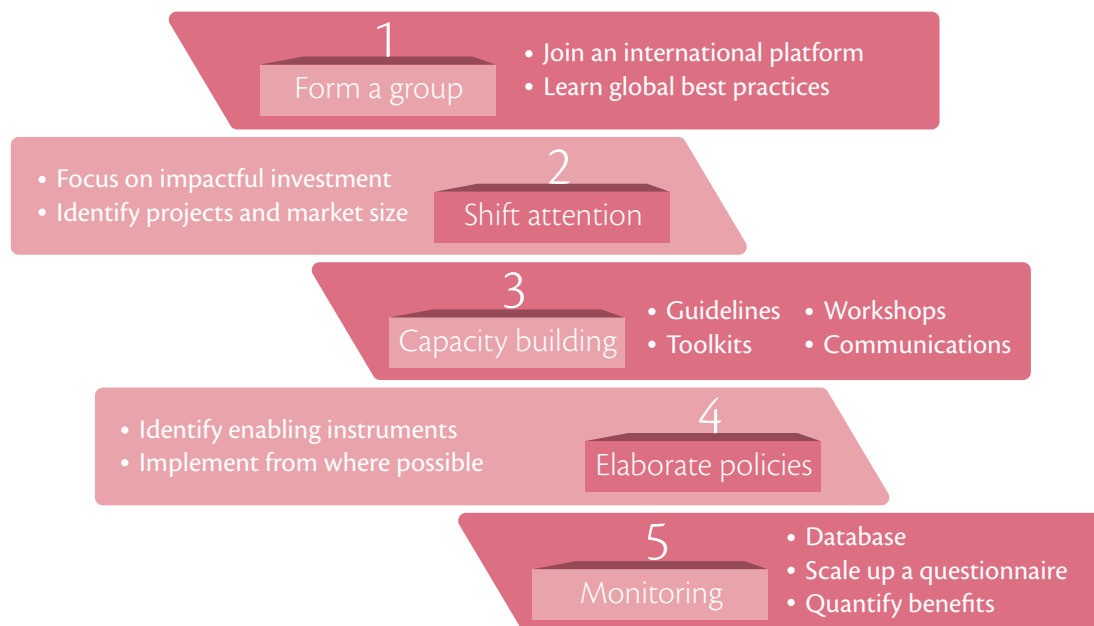 1
Form a group
• Join an international platform
• Learn global best practices
2
Shift attention
• Focus on impactful investment
• Identify projects and market size
3
Capacity building
• Guidelines
• Toolkits
• Workshops
• Communications
4
Elaborate policies
• Identify enabling instruments
• Implement from where possible
5
Monitoring
• Database
• Scale up a questionnaire
• Quantify benefits